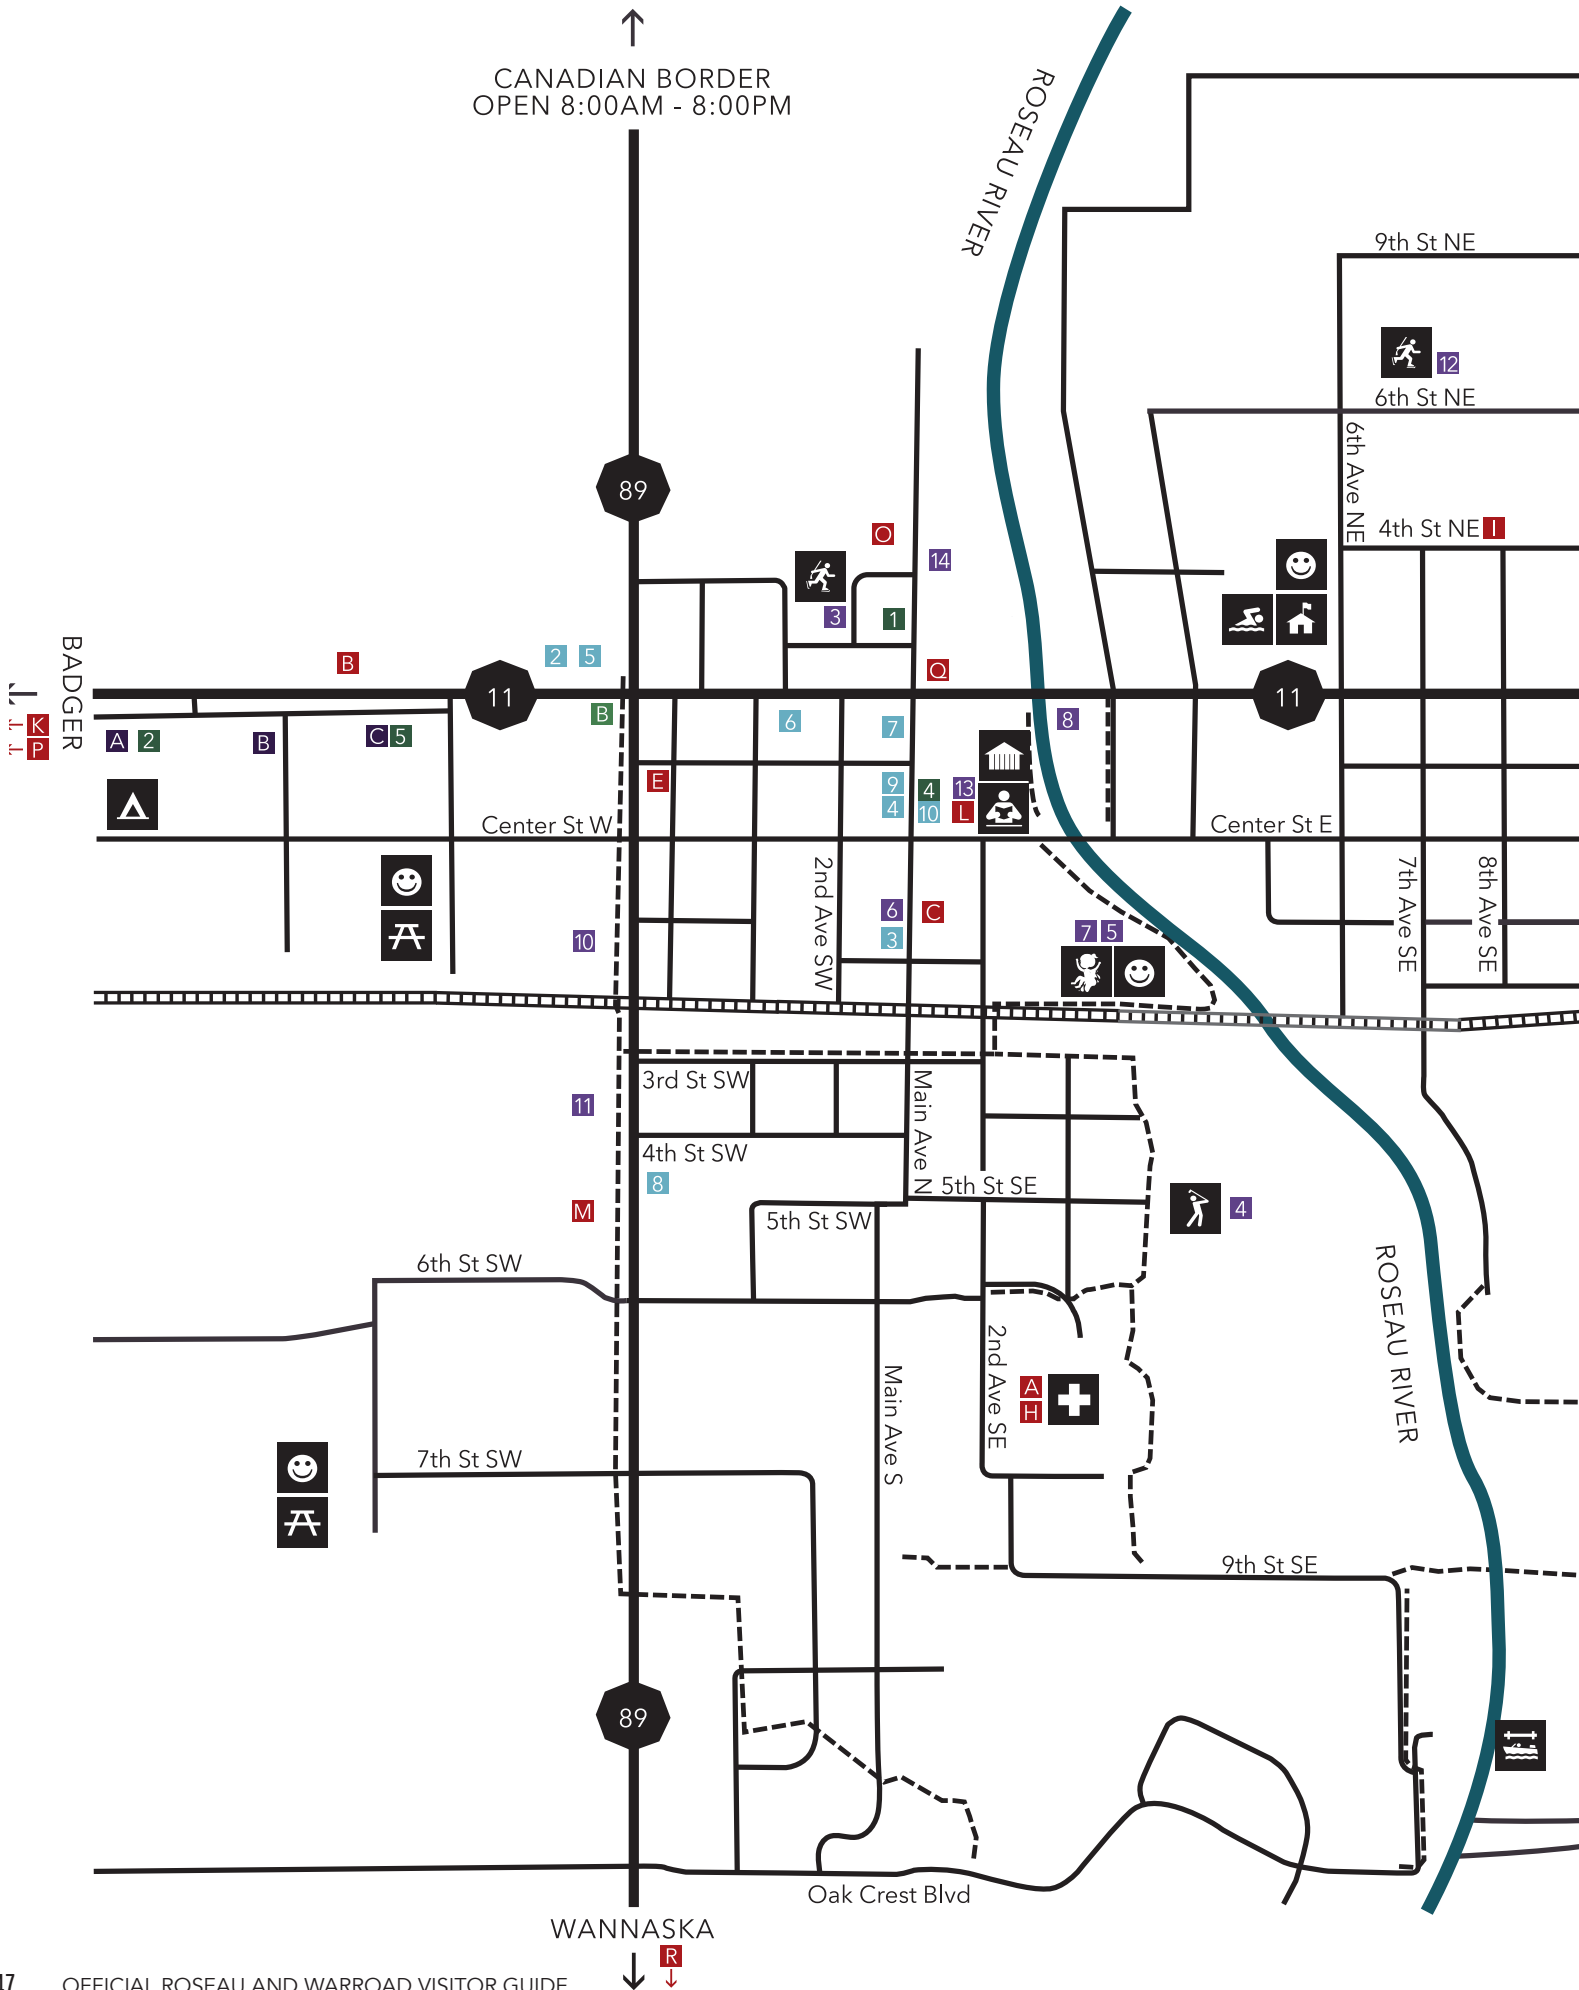 CANADIAN BORDER
OPEN 8:00AM - 8:00PM
ROSEAU RIVER
9th St NE
12
6th St NE
6th Ave NE
89
4th St NE I
O
14
3
1
BADGER
B
2 5
Q
11
11
K
P
A 2
B
C 5
B
6
7
8
E
9
4
4
10
13
L
Center St W
Center St E
2nd Ave SW
7th Ave SE
8th Ave SE
6
C
3
7 5
10
3rd St SW
Main Ave N
11
4th St SW
8
5th St SE
M
5th St SW
4
6th St SW
ROSEAU RIVER
2nd Ave SE
A
H
Main Ave S
7th St SW
9th St SE
89
Oak Crest Blvd
WANNASKA
R
17 OFFICIAL ROSEAU AND WARROAD VISITOR GUIDE